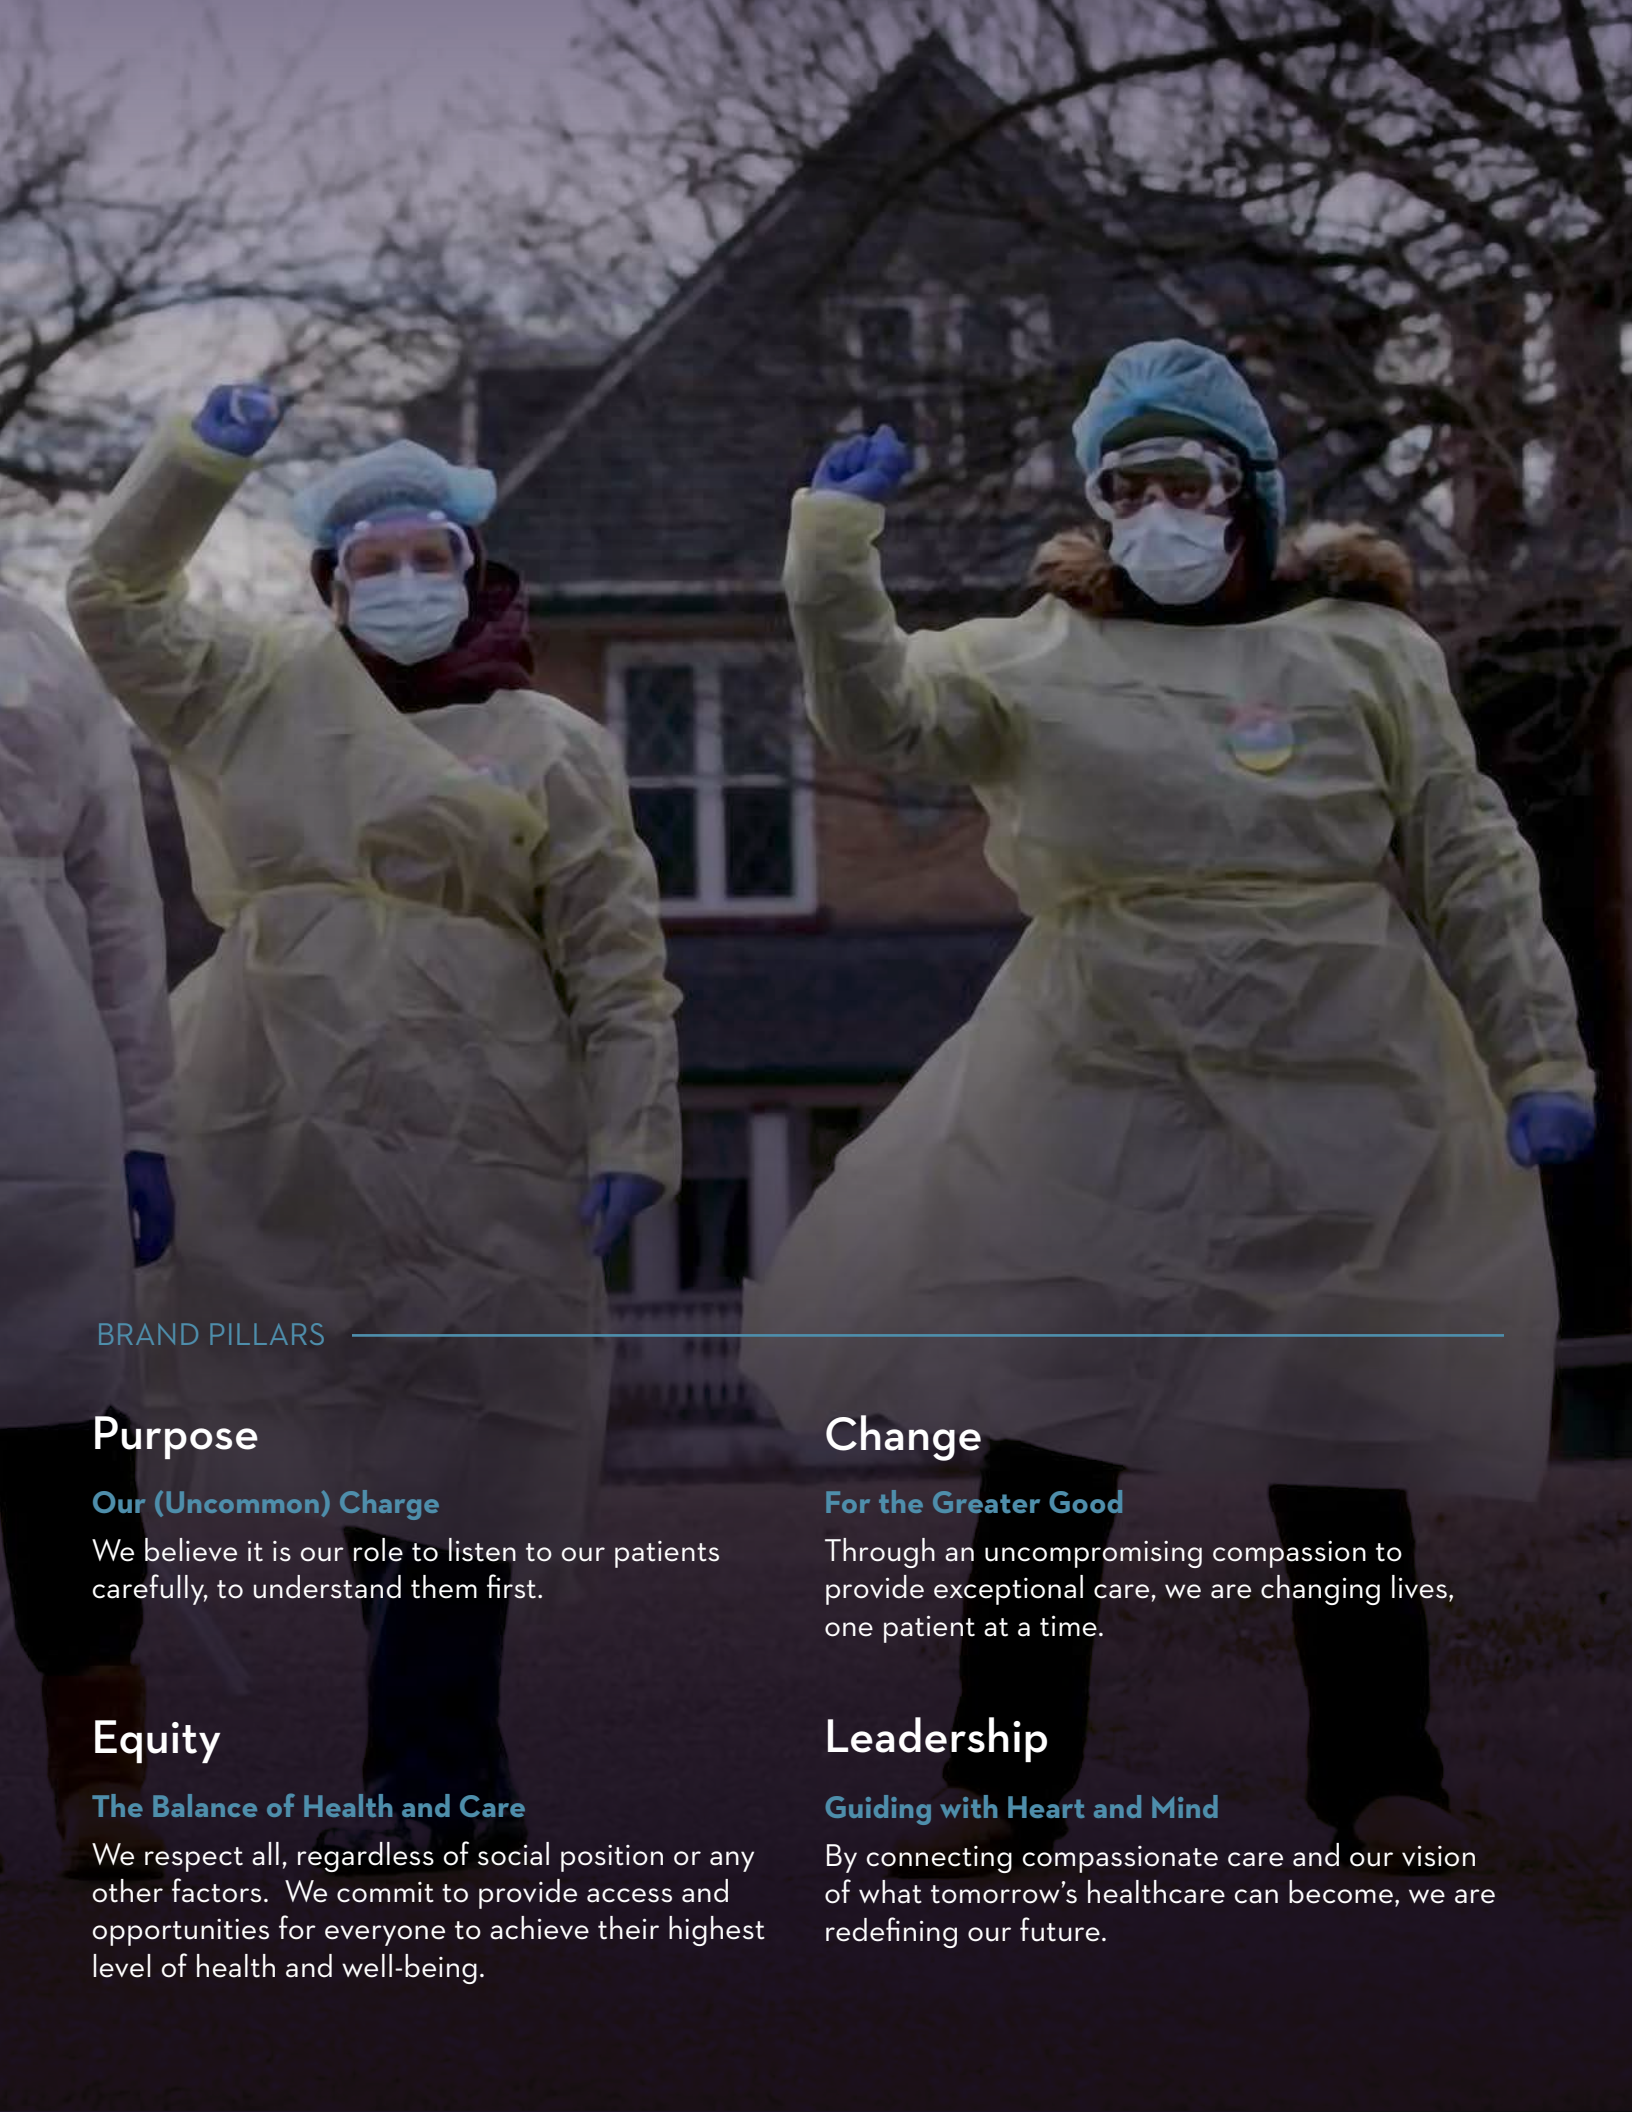 BRAND PILLARS
Purpose
Our (Uncommon) Charge
We believe it is our role to listen to our patients
carefully, to understand them first.
Change
For the Greater Good
Through an uncompromising compassion to
provide exceptional care, we are changing lives,
one patient at a time.
Equity
The Balance of Health and Care
We respect all, regardless of social position or any
other factors.  We commit to provide access and
opportunities for everyone to achieve their highest
level of health and well-being.
Leadership
Guiding with Heart and Mind
By connecting compassionate care and our vision
of what tomorrow’s healthcare can become, we are
redefining our future.